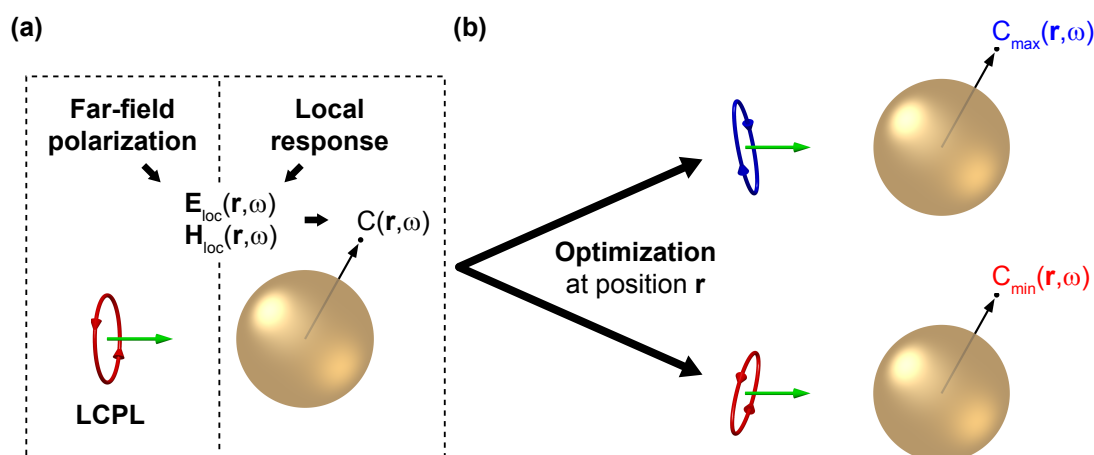 (a)
Far-field
polarization
Local
response
E_loc(r,ω)
H_loc(r,ω)
C(r,ω)
LCPL
(b)
Optimization
at position r
C_max(r,ω)
C_min(r,ω)